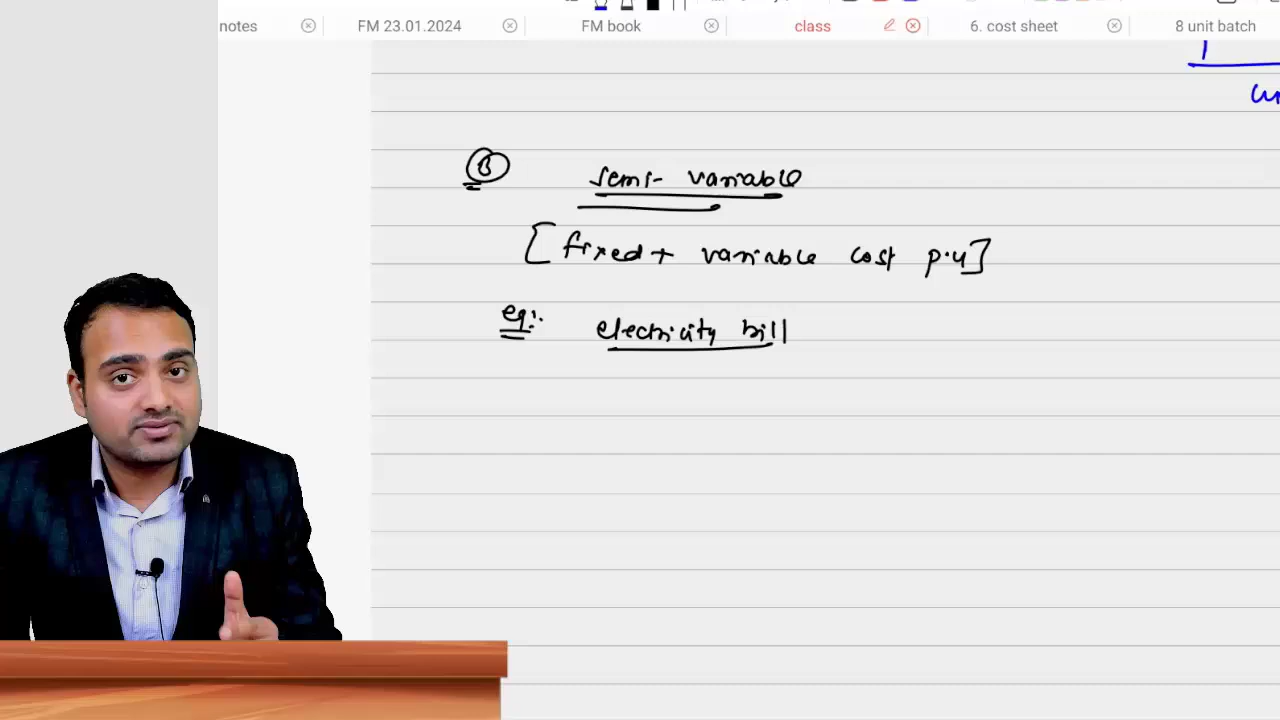 notes FM 23.01.2024 FM book class 6. cost sheet 8 unit batch
B semi- variable
[fixed + variable cost p.u]
eg:- electricity bill